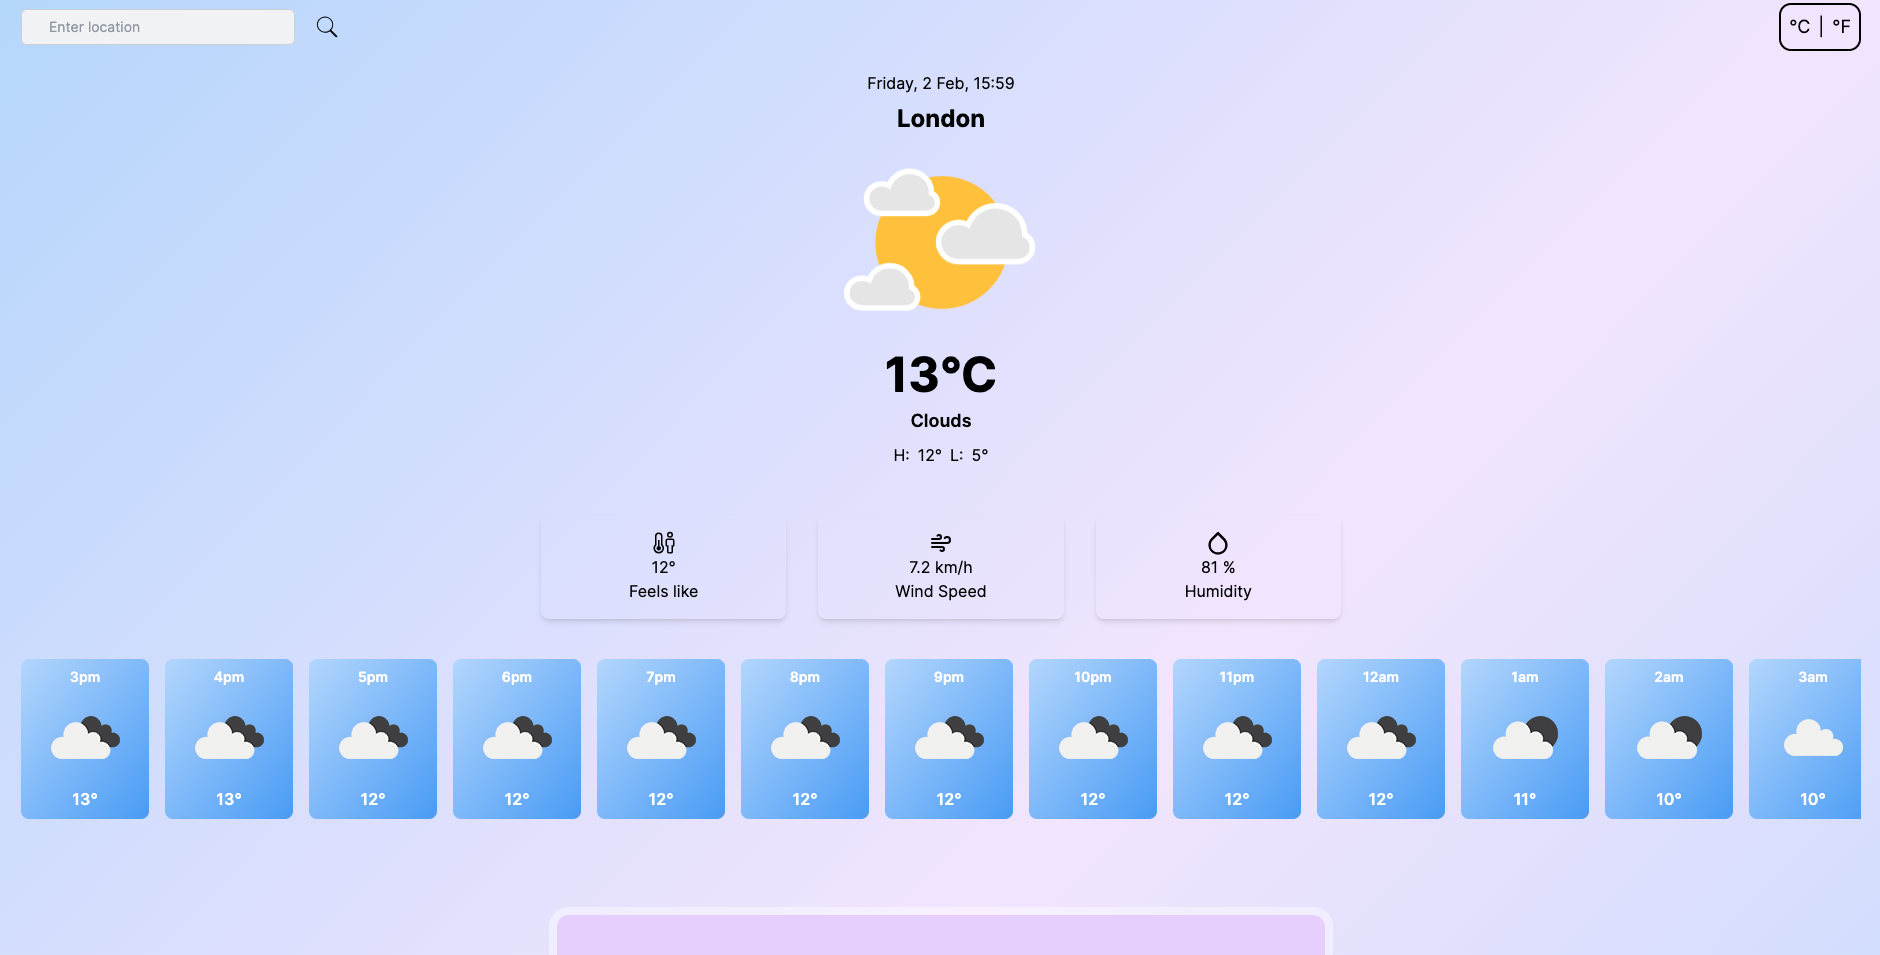 Enter location
°C | °F
Friday, 2 Feb, 15:59
London
13°C
Clouds
H: 12° L: 5°
12°
Feels like
7.2 km/h
Wind Speed
81 %
Humidity
3pm
13°
4pm
13°
5pm
12°
6pm
12°
7pm
12°
8pm
12°
9pm
12°
10pm
12°
11pm
12°
12am
12°
1am
11°
2am
10°
3am
10°